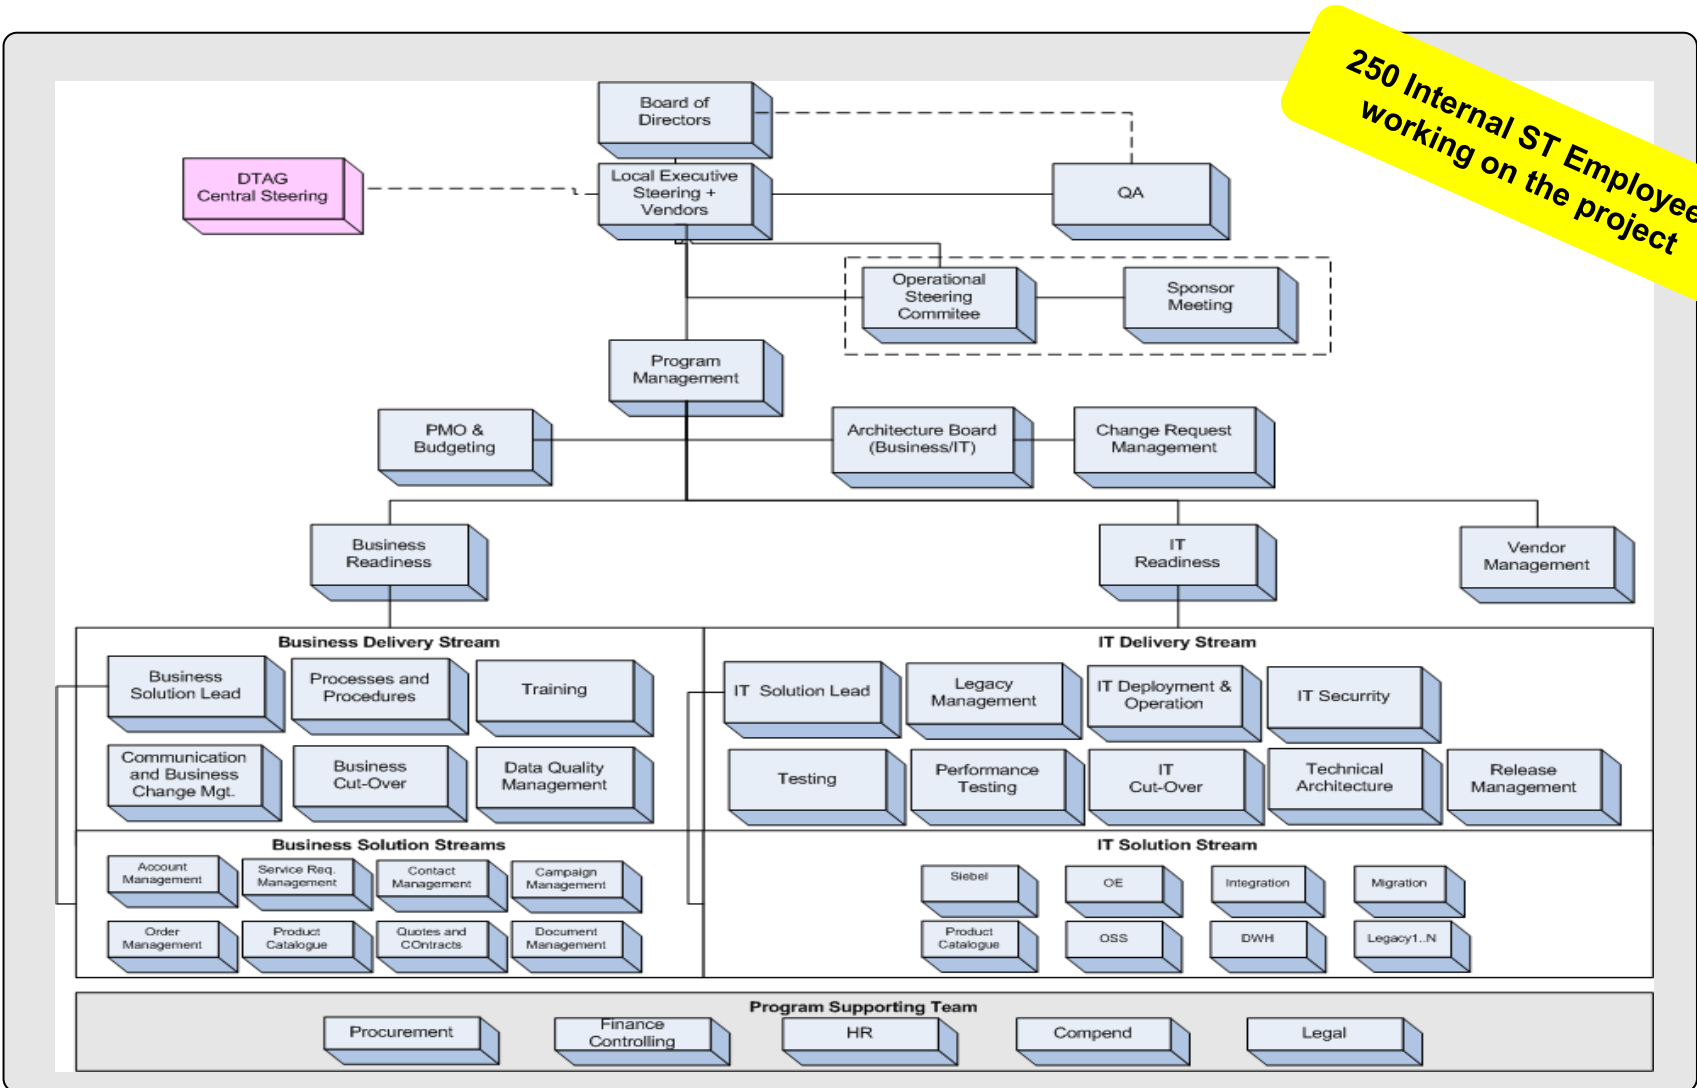 250 Internal ST Employee
working on the project
Board of
Directors
DTAG
Central Steering
Local Executive
Steering +
Vendors
QA
Operational
Steering
Commitee
Sponsor
Meeting
Program
Management
PMO &
Budgeting
Architecture Board
(Business/IT)
Change Request
Management
Business
Readiness
IT
Readiness
Vendor
Management
Business Delivery Stream
Business
Solution Lead
Processes and
Procedures
Training
Communication
and Business
Change Mgt.
Business
Cut-Over
Data Quality
Management
IT Delivery Stream
IT Solution Lead
Legacy
Management
IT Deployment &
Operation
IT Securrity
Testing
Performance
Testing
IT
Cut-Over
Technical
Architecture
Release
Management
Business Solution Streams
Account
Management
Service Req.
Management
Contact
Management
Campaign
Management
Order
Management
Product
Catalogue
Quotes and
COntracts
Document
Management
IT Solution Stream
Siebel
OE
Integration
Migration
Product
Catalogue
OSS
DWH
Legacy1..N
Program Supporting Team
Procurement
Finance
Controlling
HR
Compend
Legal